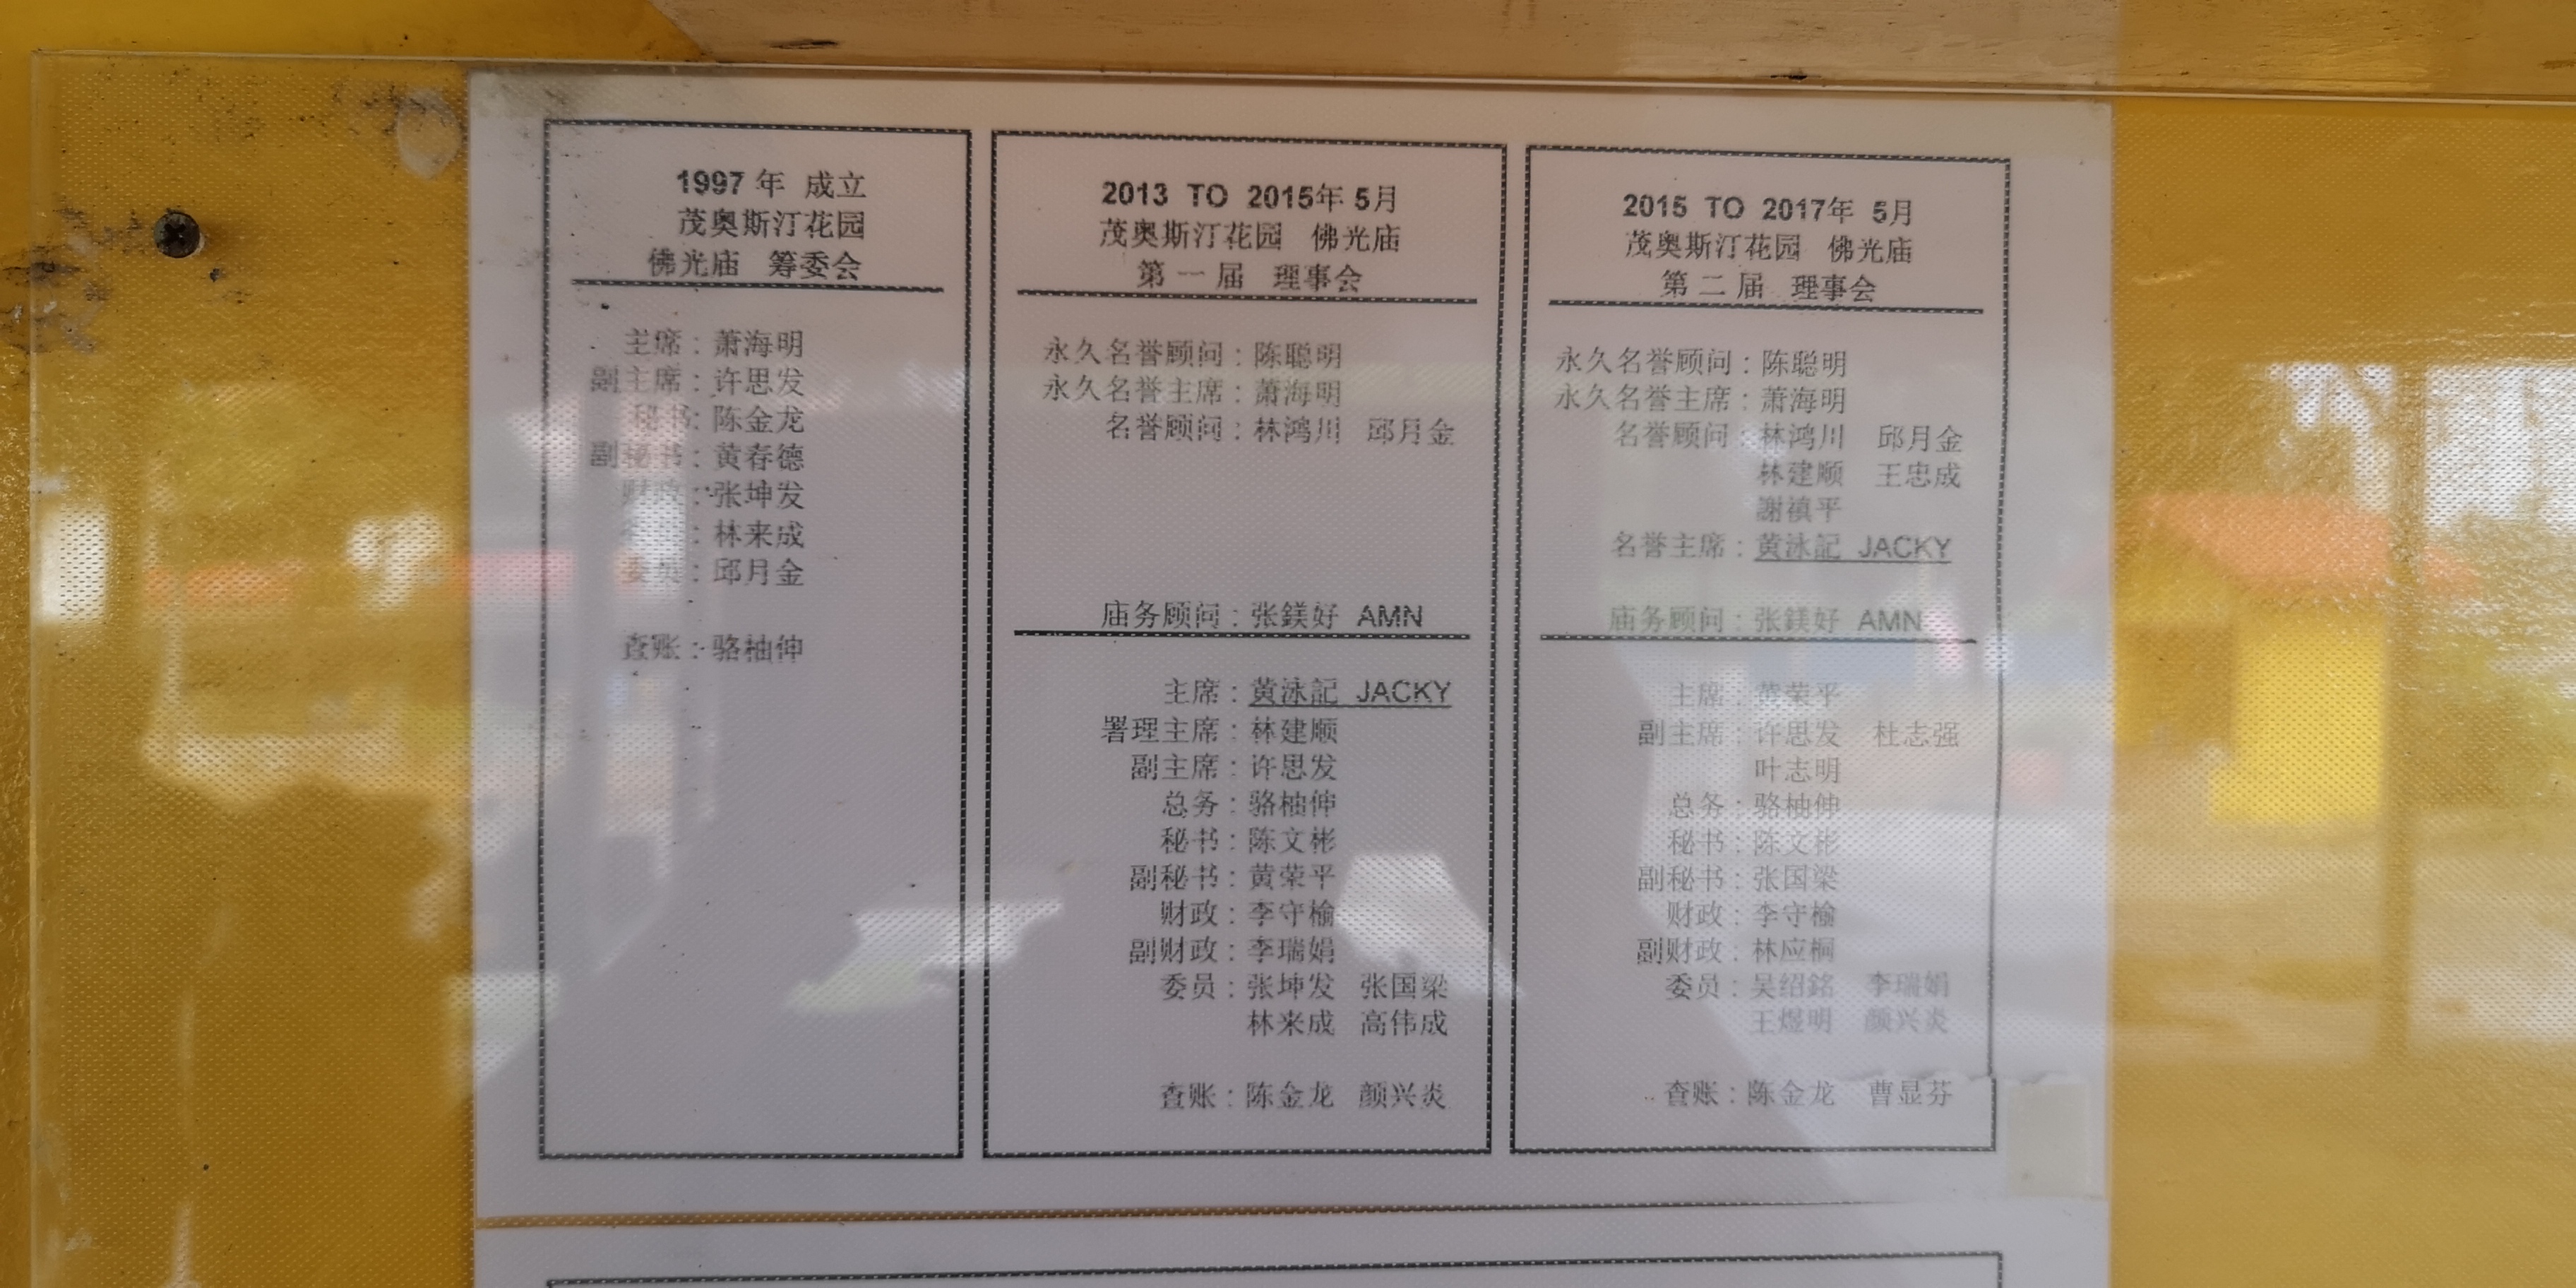 1997 年 成立
茂奥斯汀花园
佛光庙 筹委会
主席 : 萧海明
副主席 : 许思发
秘书 : 陈金龙
副秘书 : 黄春德
财政 : 张坤发
: 林来成
委员 : 邱月金
查账 : 骆柚伸
2013 TO 2015年 5月
茂奥斯汀花园 佛光庙
第 一 届 理事会
永久名誉顾问 : 陈聪明
永久名誉主席 : 萧海明
名誉顾问 : 林鸿川 邱月金
庙务顾问 : 张鎂好 AMN
主席 : 黄泳記 JACKY
署理主席 : 林建顺
副主席 : 许思发
总务 : 骆柚伸
秘书 : 陈文彬
副秘书 : 黄荣平
财政 : 李守榆
副财政 : 李瑞娟
委员 : 张坤发 张国梁
林来成 高伟成
查账 : 陈金龙 颜兴炎
2015 TO 2017年 5月
茂奥斯汀花园 佛光庙
第 二 届 理事会
永久名誉顾问 : 陈聪明
永久名誉主席 : 萧海明
名誉顾问 : 林鸿川 邱月金
林建顺 王忠成
謝禛平
名誉主席 : 黄泳記 JACKY
庙务顾问 : 张鎂好 AMN
主席 : 黄荣平
副主席 : 许思发 杜志强
叶志明
总务 : 骆柚伸
秘书 : 陈文彬
副秘书 : 张国梁
财政 : 李守榆
副财政 : 林应桐
委员 : 吴绍銘 李瑞娟
王煜明 颜兴炎
查账 : 陈金龙 曹显芬